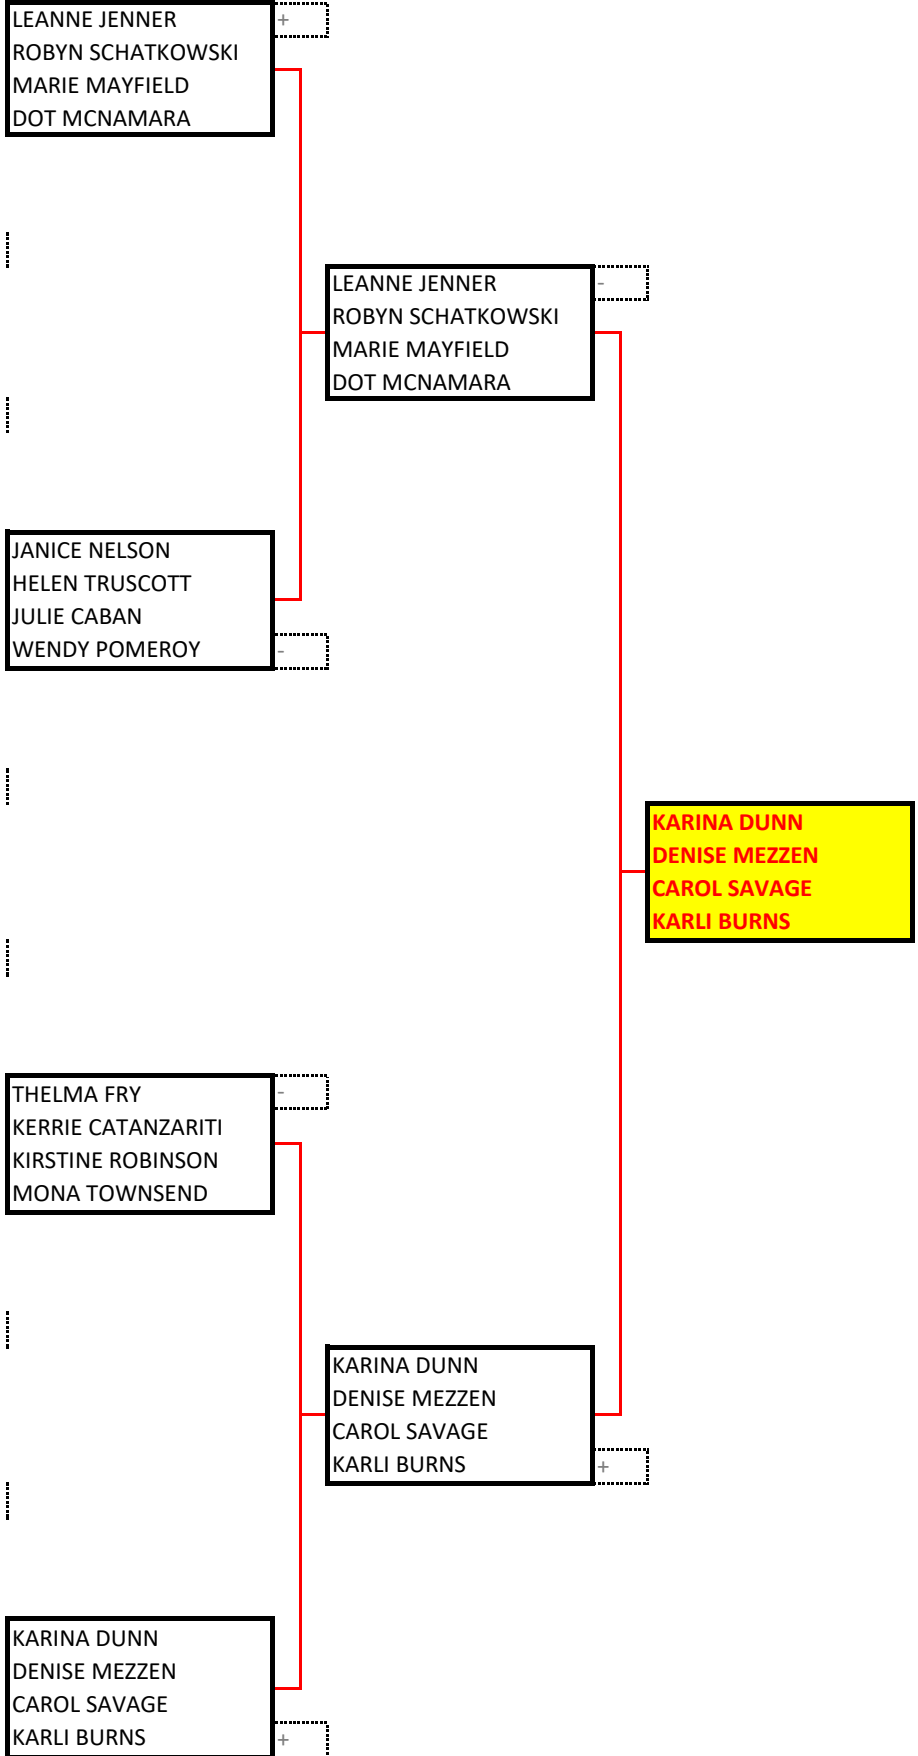 LEANNE JENNER +
ROBYN SCHATKOWSKI
MARIE MAYFIELD
DOT MCNAMARA
LEANNE JENNER -
ROBYN SCHATKOWSKI
MARIE MAYFIELD
DOT MCNAMARA
JANICE NELSON
HELEN TRUSCOTT
JULIE CABAN
WENDY POMEROY -
KARINA DUNN
DENISE MEZZEN
CAROL SAVAGE
KARLI BURNS
THELMA FRY -
KERRIE CATANZARITI
KIRSTINE ROBINSON
MONA TOWNSEND
KARINA DUNN
DENISE MEZZEN
CAROL SAVAGE
KARLI BURNS +
KARINA DUNN
DENISE MEZZEN
CAROL SAVAGE
KARLI BURNS +